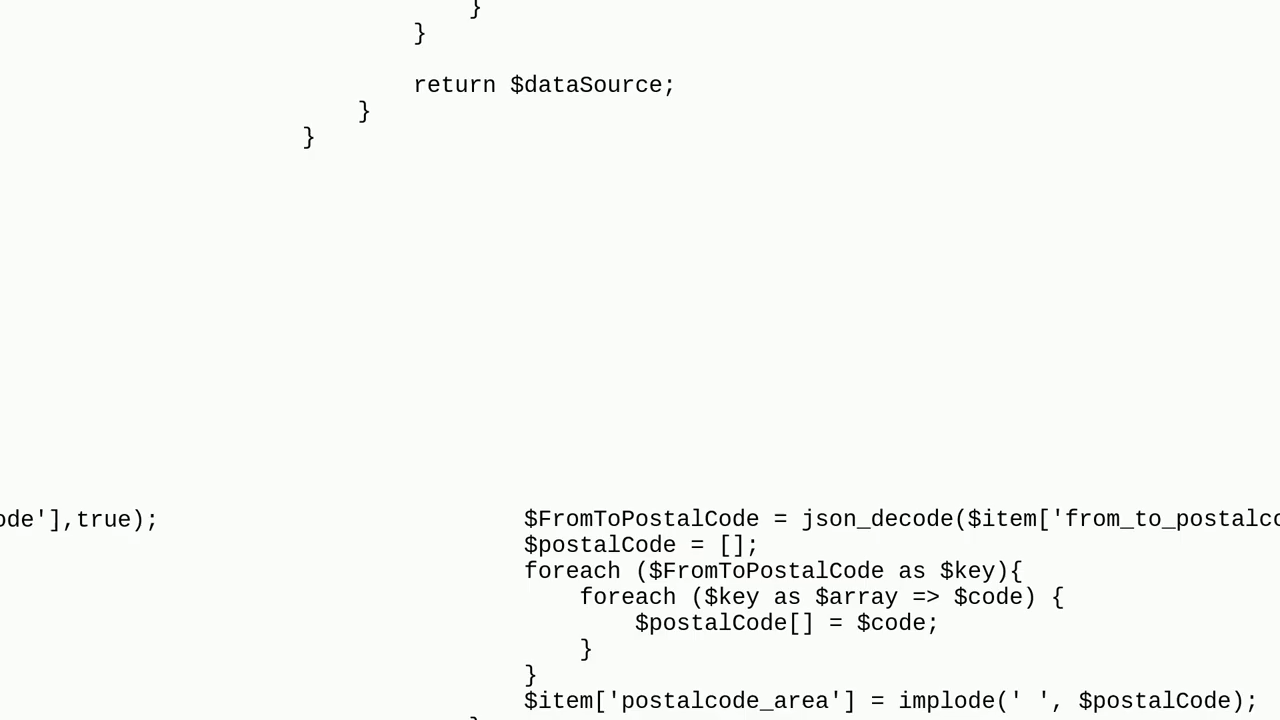 }
}
return $dataSource;
}
}
ode'],true);
$FromToPostalCode = json_decode($item['from_to_postalco
$postalCode = [];
foreach ($FromToPostalCode as $key){
foreach ($key as $array => $code) {
$postalCode[] = $code;
}
}
$item['postalcode_area'] = implode(' ', $postalCode);
}